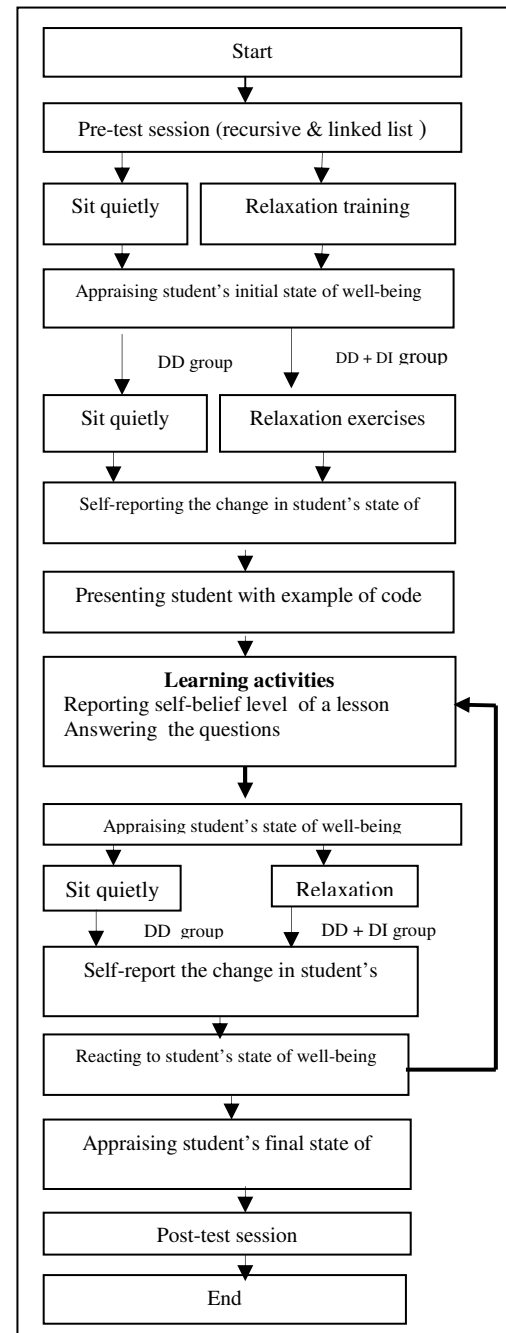 Start
Pre-test session (recursive & linked list )
Sit quietly
Relaxation training
Appraising student's initial state of well-being
DD group
DD + DI group
Sit quietly
Relaxation exercises
Self-reporting the change in student's state of
Presenting student with example of code
Learning activities
Reporting self-belief level of a lesson
Answering the questions
Appraising student's state of well-being
Sit quietly
Relaxation
DD group
DD + DI group
Self-report the change in student's
Reacting to student's state of well-being
Appraising student's final state of
Post-test session
End